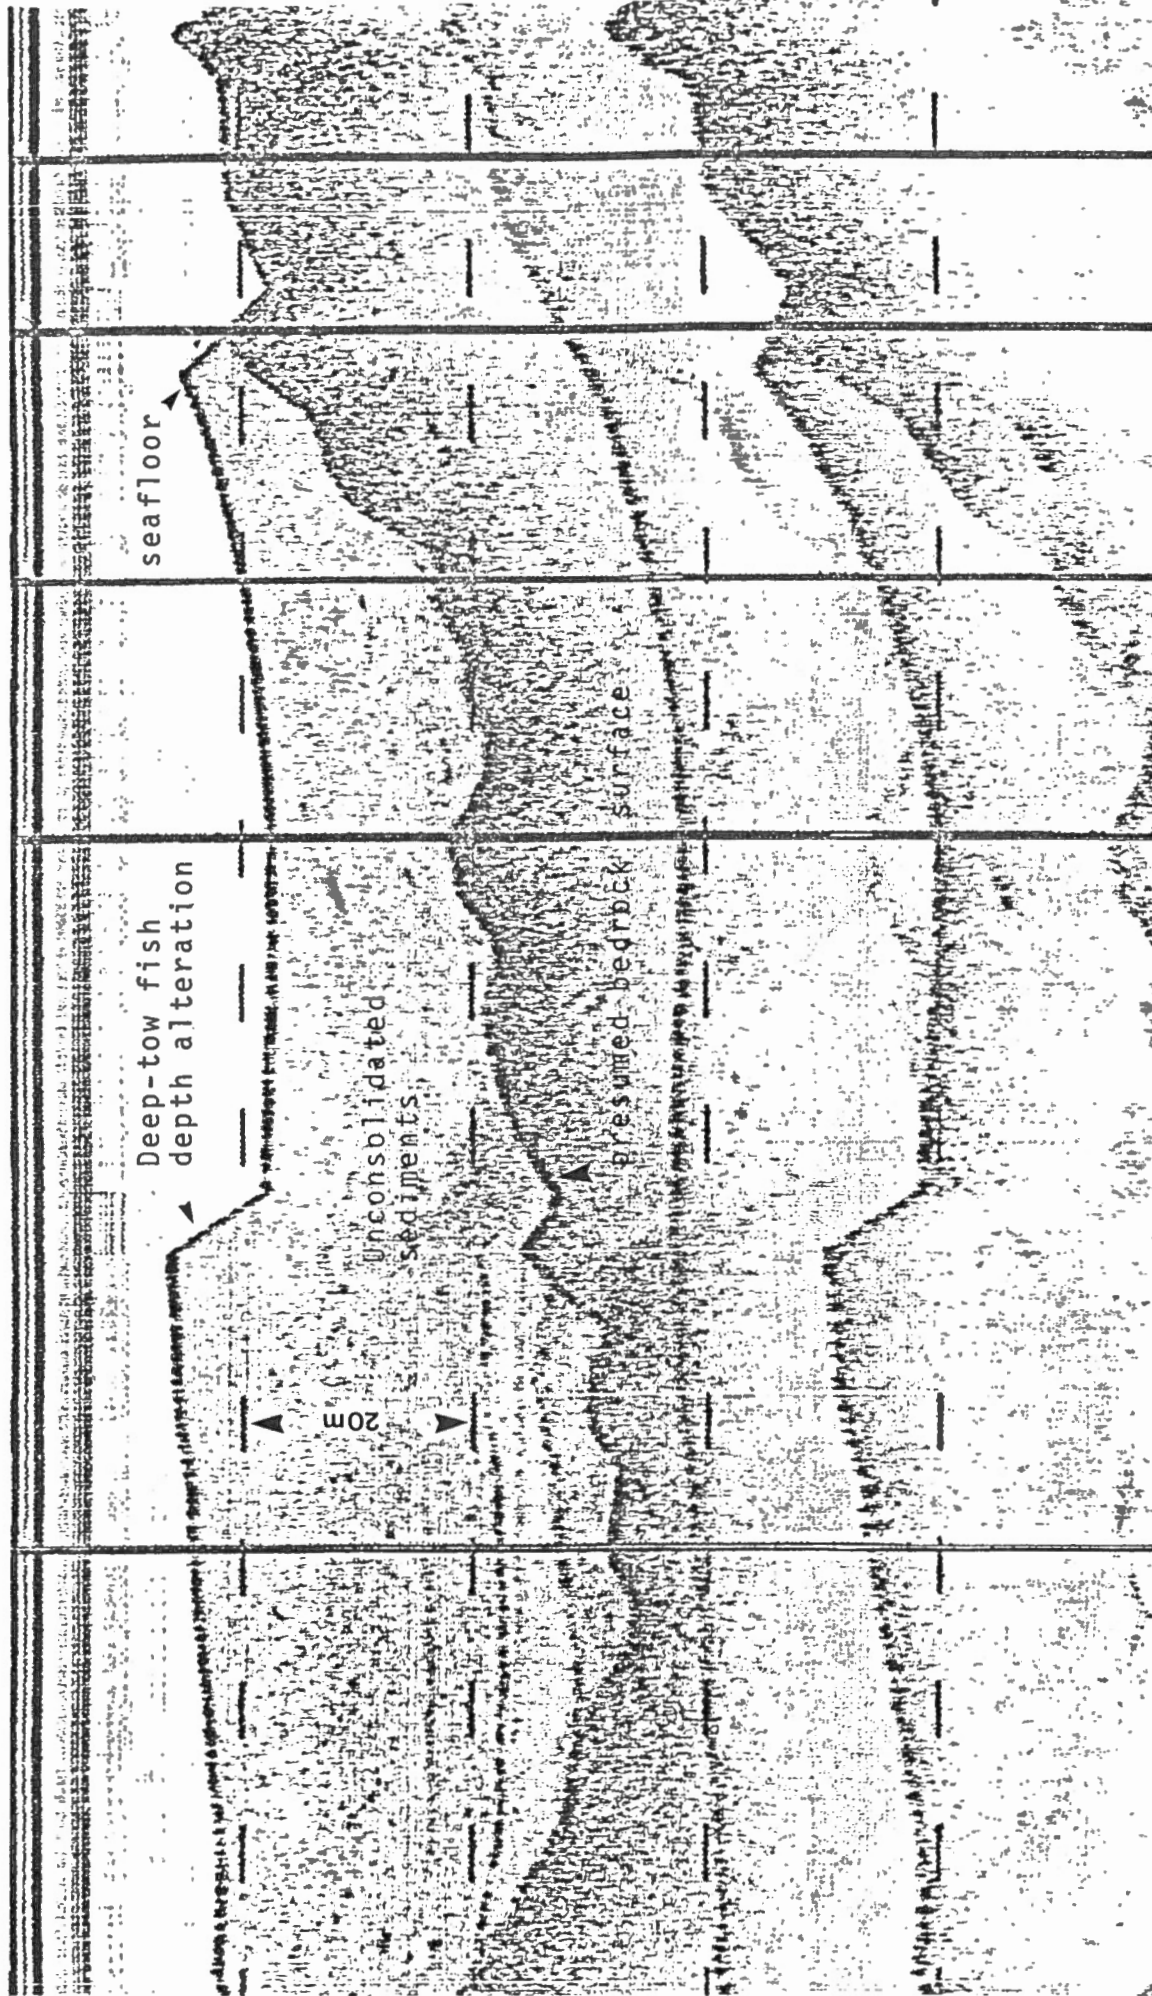 seafloor
Deep-tow fish
depth alteration
Unconsolidated
sediments
presumed bedrock surface
20m